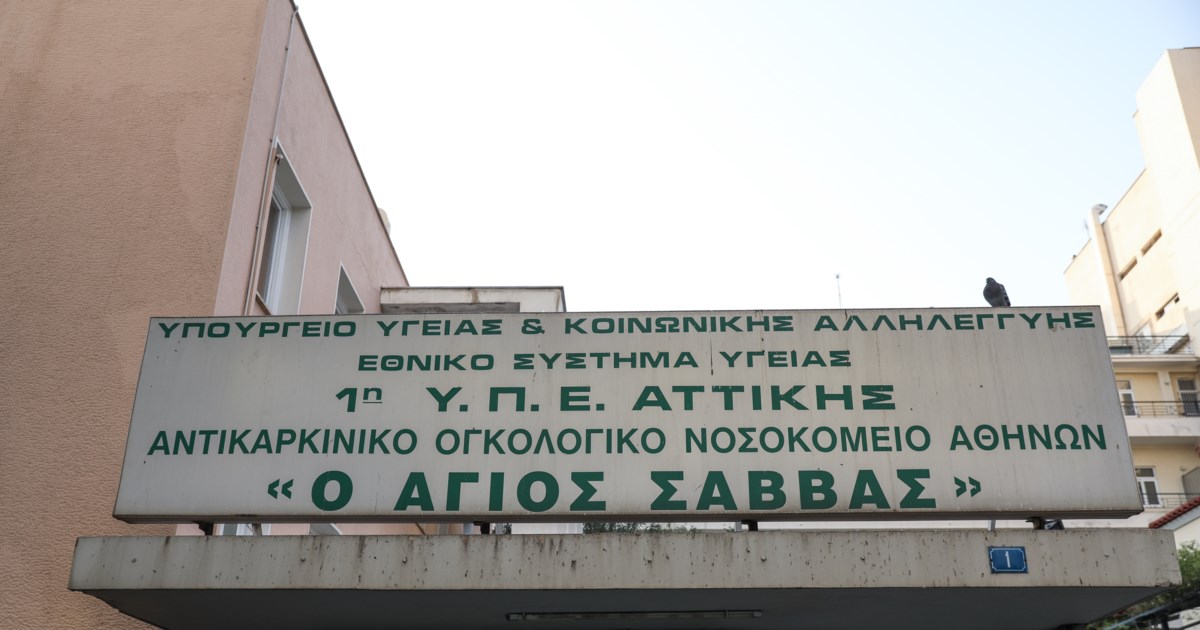 ΥΠΟΥΡΓΕΙΟ ΥΓΕΙΑΣ & ΚΟΙΝΩΝΙΚΗΣ ΑΛΛΗΛΕΓΓΥΗΣ
ΕΘΝΙΚΟ ΣΥΣΤΗΜΑ ΥΓΕΙΑΣ
1η Υ.Π.Ε. ΑΤΤΙΚΗΣ
ΑΝΤΙΚΑΡΚΙΝΙΚΟ ΟΓΚΟΛΟΓΙΚΟ ΝΟΣΟΚΟΜΕΙΟ ΑΘΗΝΩΝ
« Ο ΑΓΙΟΣ ΣΑΒΒΑΣ »
1